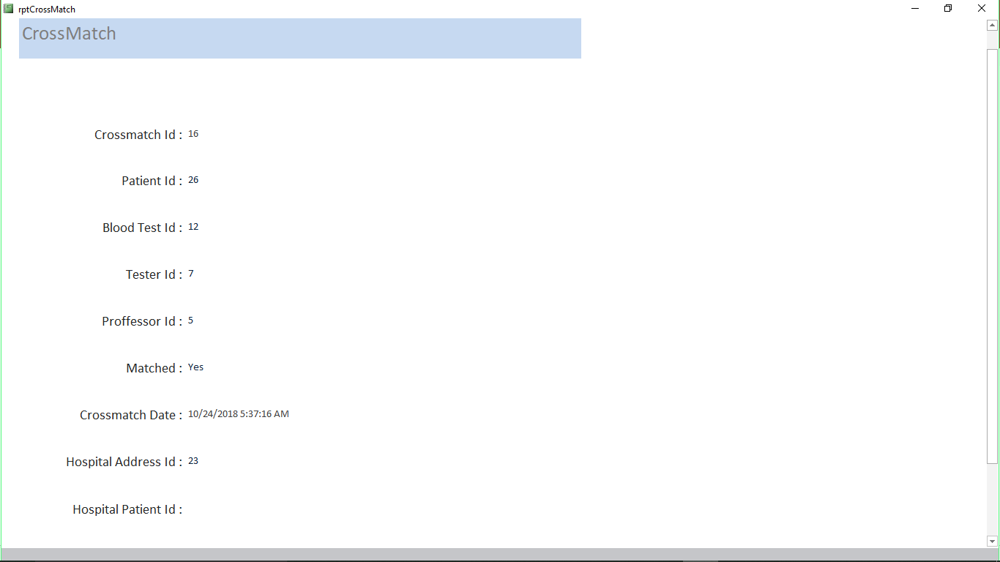 rptCrossMatch
CrossMatch
Crossmatch Id : 16
Patient Id : 26
Blood Test Id : 12
Tester Id : 7
Proffessor Id : 5
Matched : Yes
Crossmatch Date : 10/24/2018 5:37:16 AM
Hospital Address Id : 23
Hospital Patient Id :